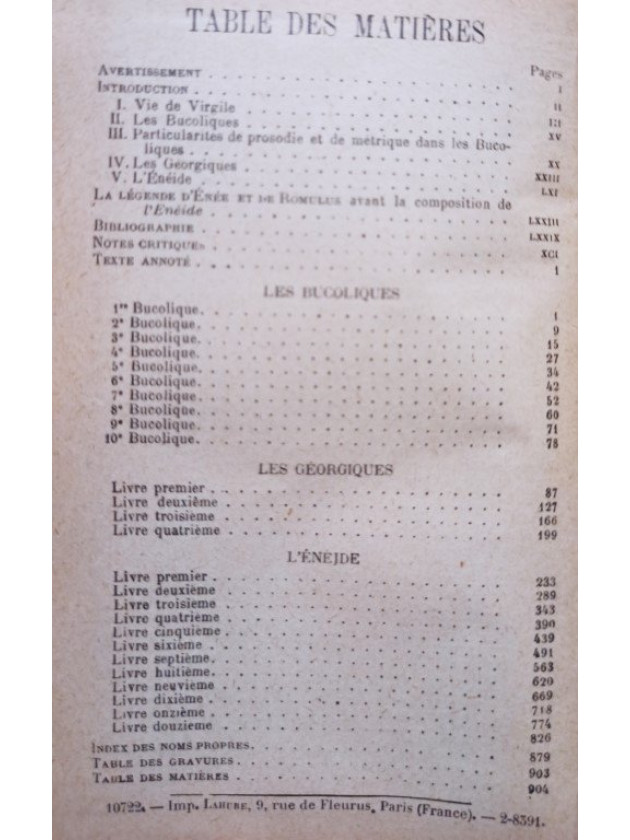 TABLE DES MATIÈRES
Pages
AVERTISSEMENT . . . . . . . . . . I
INTRODUCTION . . . . . . . . . . II
I. Vie de Virgile . . . . . . . . . . III
II. Les Bucoliques . . . . . . . . . . XV
III. Particularites de prosodie et de métrique dans les Buco-
liques . . . . . . . . . . XX
IV. Les Georgiques . . . . . . . . . . XXIII
V. L'Énéide . . . . . . . . . . LXI
LA LÉGENDE D'ÉNÉE ET DE ROMULUS avant la composition de
l'Enéide . . . . . . . . . . LXXIII
BIBLIOGRAPHIE . . . . . . . . . . LXXIX
NOTES CRITIQUES . . . . . . . . . . XCI
TEXTE ANNOTÉ . . . . . . . . . . 1
LES BUCOLIQUES
1re Bucolique. . . . . . . . . . 1
2e Bucolique. . . . . . . . . . 9
3e Bucolique. . . . . . . . . . 15
4e Bucolique. . . . . . . . . . 27
5e Bucolique. . . . . . . . . . 34
6e Bucolique. . . . . . . . . . 42
7e Bucolique. . . . . . . . . . 52
8e Bucolique. . . . . . . . . . 60
9e Bucolique. . . . . . . . . . 71
10e Bucolique. . . . . . . . . . 78
LES GÉORGIQUES
Livre premier . . . . . . . . . . 87
Livre deuxième . . . . . . . . . . 127
Livre troisième . . . . . . . . . . 166
Livre quatrième . . . . . . . . . . 199
L'ÉNÉIDE
Livre premier . . . . . . . . . . 233
Livre deuxième . . . . . . . . . . 289
Livre troisième . . . . . . . . . . 343
Livre quatrième . . . . . . . . . . 390
Livre cinquième . . . . . . . . . . 439
Livre sixième . . . . . . . . . . 491
Livre septième. . . . . . . . . . 563
Livre huitième. . . . . . . . . . 620
Livre neuvième . . . . . . . . . . 669
Livre dixième . . . . . . . . . . 718
Livre onzième . . . . . . . . . . 774
Livre douzième . . . . . . . . . . 826
INDEX DES NOMS PROPRES. . . . . . . . . . 879
TABLE DES GRAVURES. . . . . . . . . . 903
TABLE DES MATIÈRES . . . . . . . . . . 904
10722. — Imp. LAHURE, 9, rue de Fleurus, Paris (France). — 2-8391.